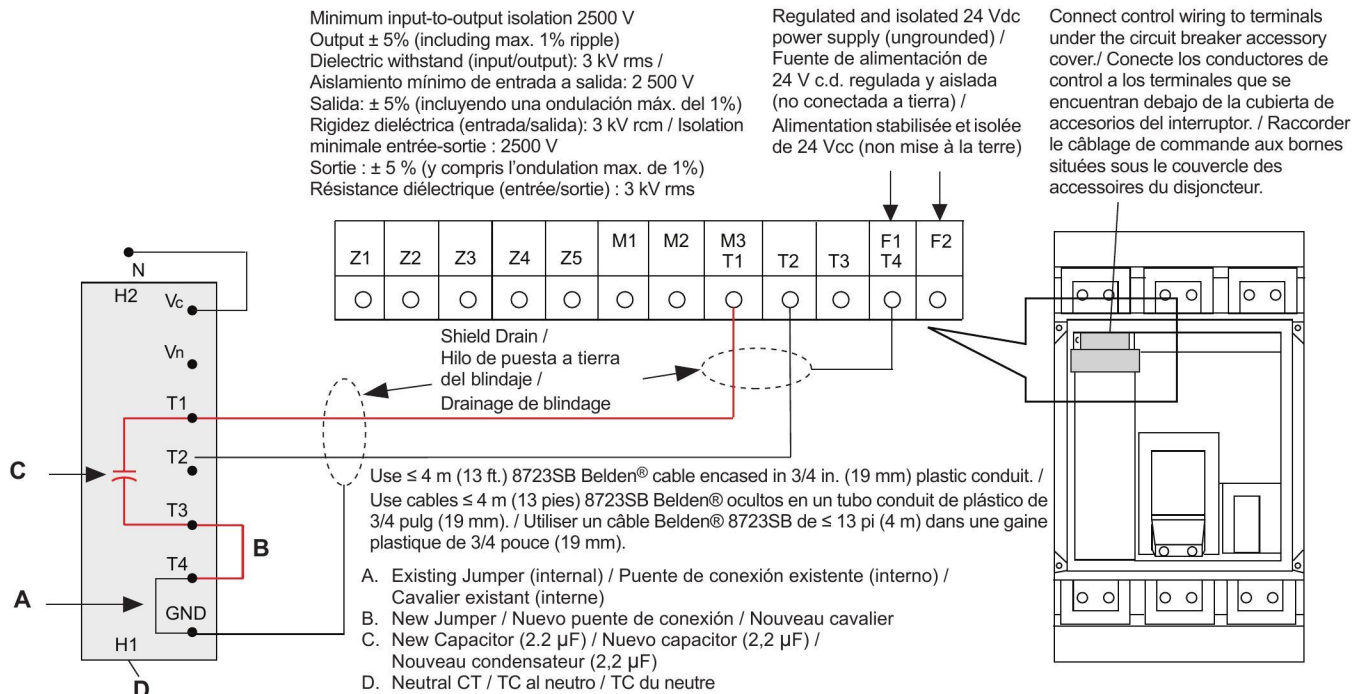 Minimum input-to-output isolation 2500 V
Output ± 5% (including max. 1% ripple)
Dielectric withstand (input/output): 3 kV rms /
Aislamiento mínimo de entrada a salida: 2 500 V
Salida: ± 5% (incluyendo una ondulación máx. del 1%)
Rigidez dieléctrica (entrada/salida): 3 kV rcm / Isolation
minimale entrée-sortie : 2500 V
Sortie : ± 5 % (y compris l’ondulation max. de 1%)
Résistance diélectrique (entrée/sortie) : 3 kV rms
Regulated and isolated 24 Vdc
power supply (ungrounded) /
Fuente de alimentación de
24 V c.d. regulada y aislada
(no conectada a tierra) /
Alimentation stabilisée et isolée
de 24 Vcc (non mise à la terre)
Connect control wiring to terminals
under the circuit breaker accessory
cover./ Conecte los conductores de
control a los terminales que se
encuentran debajo de la cubierta de
accesorios del interruptor. / Raccorder
le câblage de commande aux bornes
situées sous le couvercle des
accessoires du disjoncteur.
Z1 Z2 Z3 Z4 Z5 M1 M2 M3 T1 T2 T3 F1 T4 F2
N
H2
Vc
Vn
T1
T2
T3
T4
GND
H1
C
B
A
D
Shield Drain /
Hilo de puesta a tierra
del blindaje /
Drainage de blindage
Use ≤ 4 m (13 ft.) 8723SB Belden® cable encased in 3/4 in. (19 mm) plastic conduit. /
Use cables ≤ 4 m (13 pies) 8723SB Belden® ocultos en un tubo conduit de plástico de
3/4 pulg (19 mm). / Utiliser un câble Belden® 8723SB de ≤ 13 pi (4 m) dans une gaine
plastique de 3/4 pouce (19 mm).
A. Existing Jumper (internal) / Puente de conexión existente (interno) /
Cavalier existant (interne)
B. New Jumper / Nuevo puente de conexión / Nouveau cavalier
C. New Capacitor (2.2 µF) / Nuevo capacitor (2,2 µF) /
Nouveau condensateur (2,2 µF)
D. Neutral CT / TC al neutro / TC du neutre